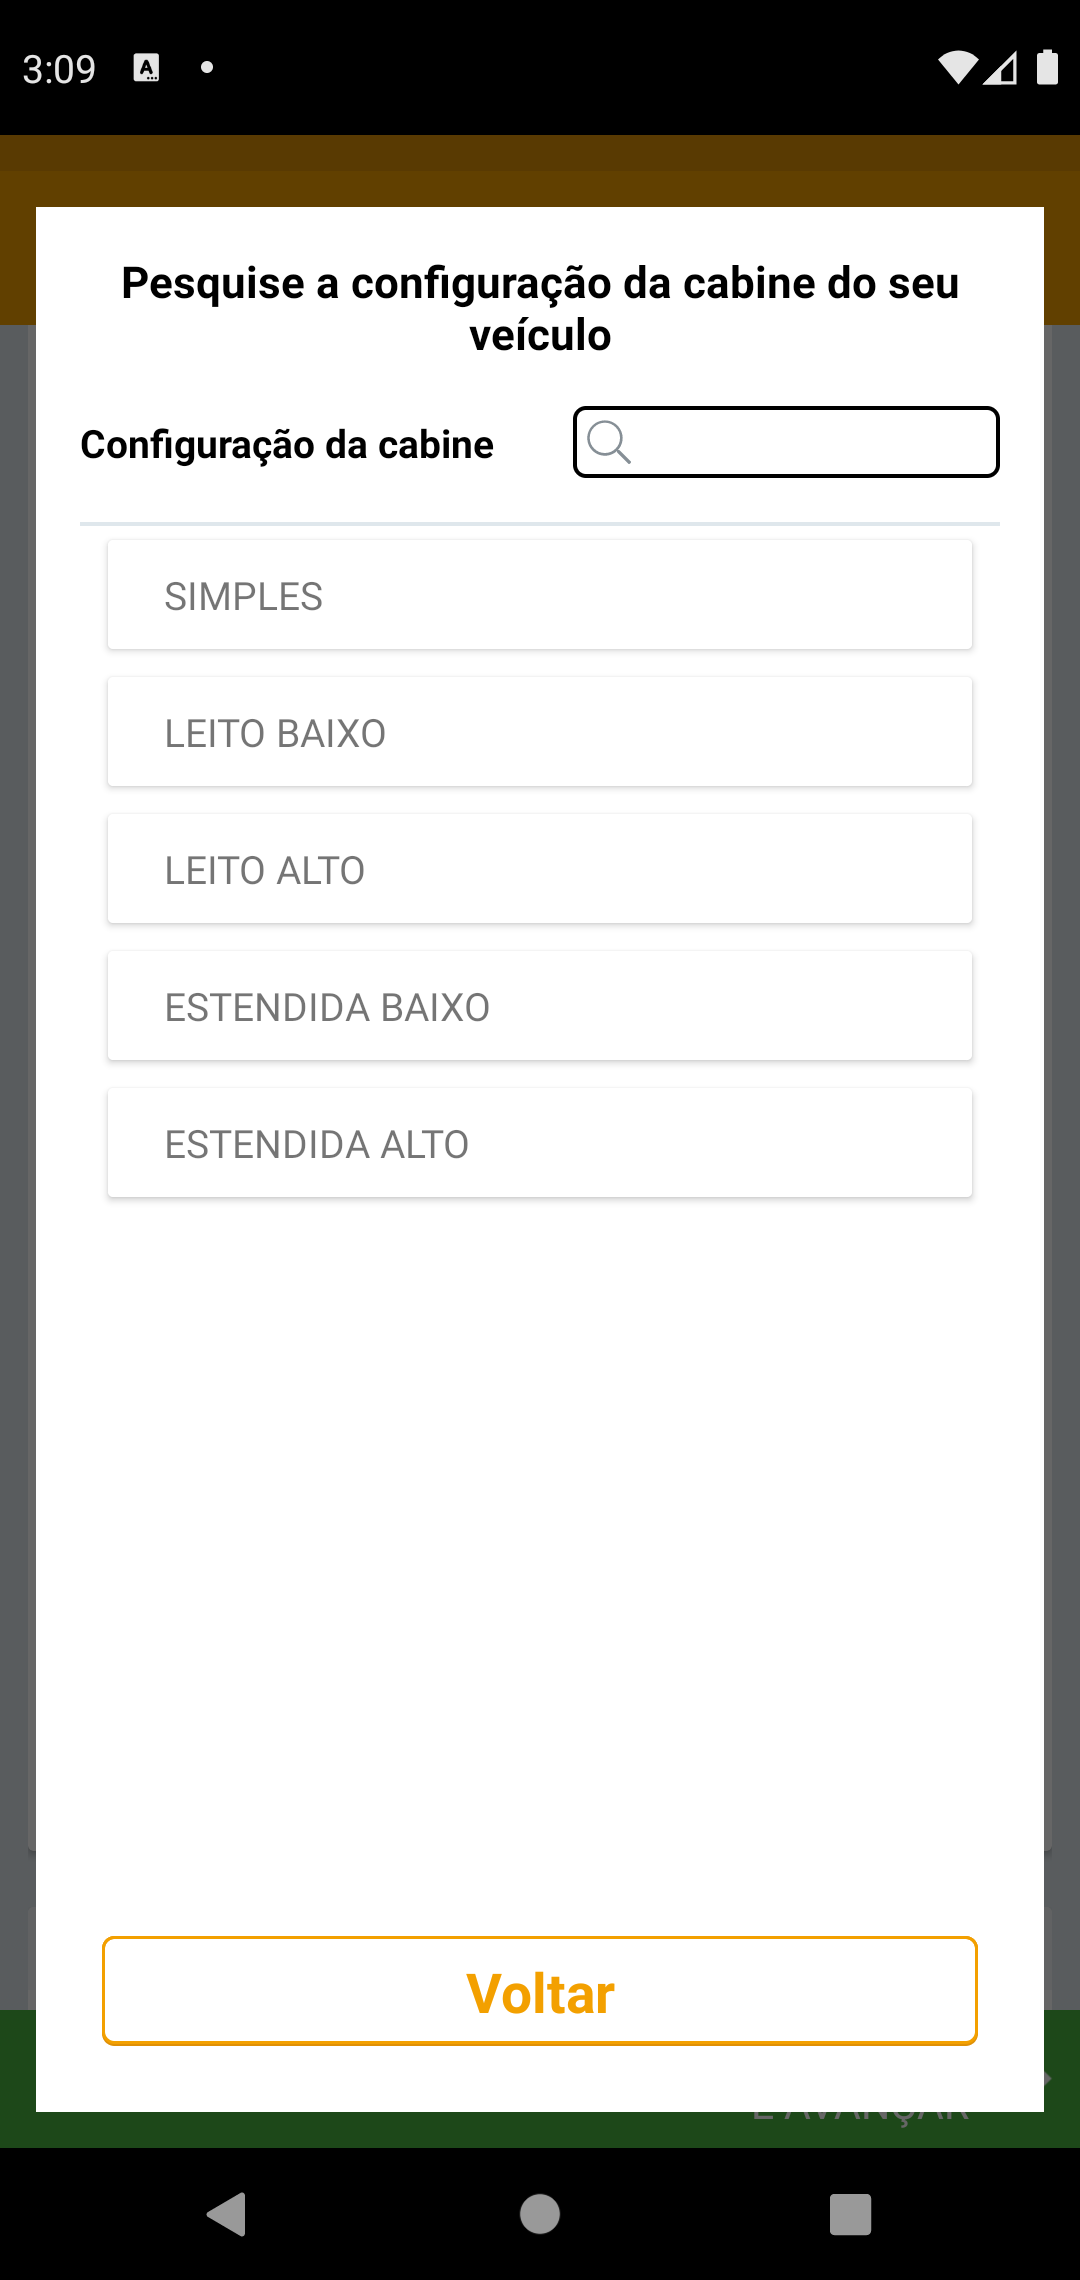 3:09
Pesquise a configuração da cabine do seu
veículo
Configuração da cabine
SIMPLES
LEITO BAIXO
LEITO ALTO
ESTENDIDA BAIXO
ESTENDIDA ALTO
Voltar
E AVANÇAR